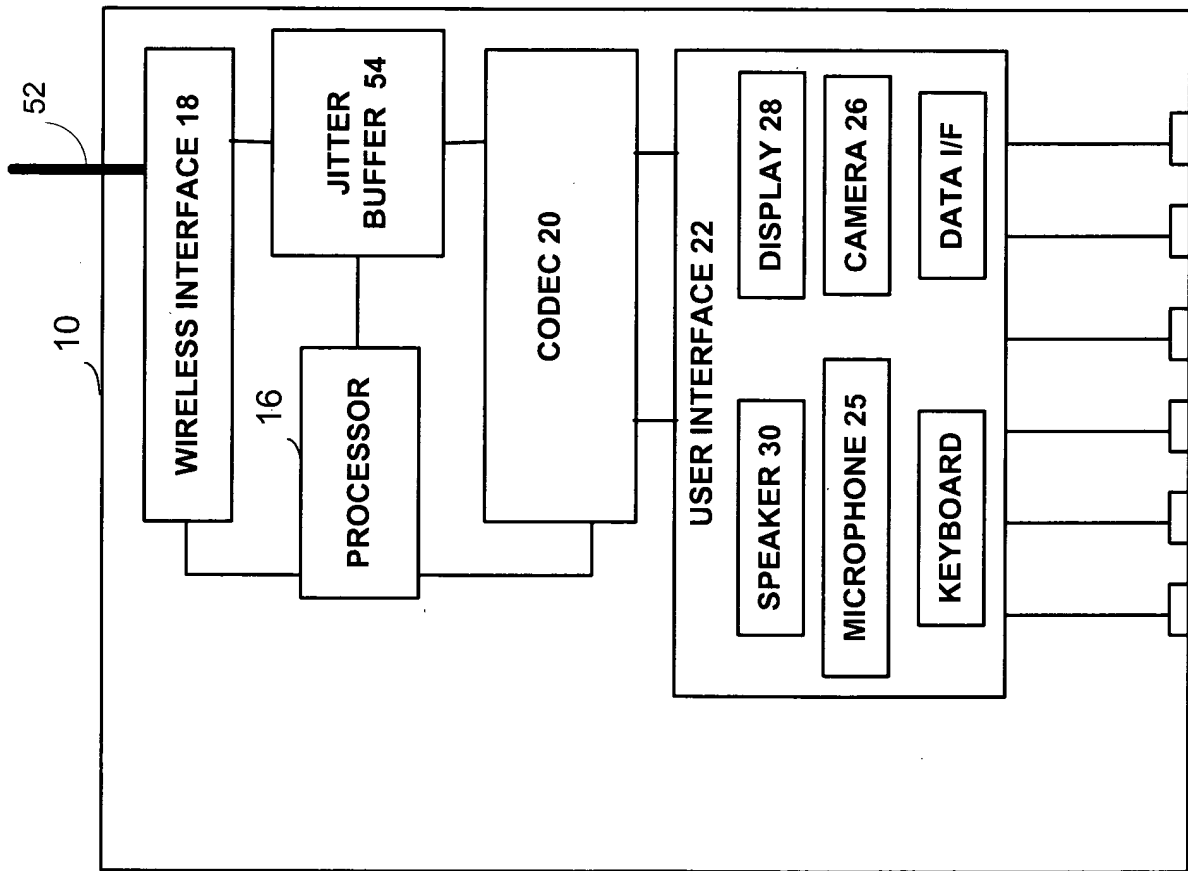 52
10
WIRELESS INTERFACE 18
JITTER
BUFFER 54
16
PROCESSOR
CODEC 20
USER INTERFACE 22
SPEAKER 30
DISPLAY 28
MICROPHONE 25
CAMERA 26
KEYBOARD
DATA I/F